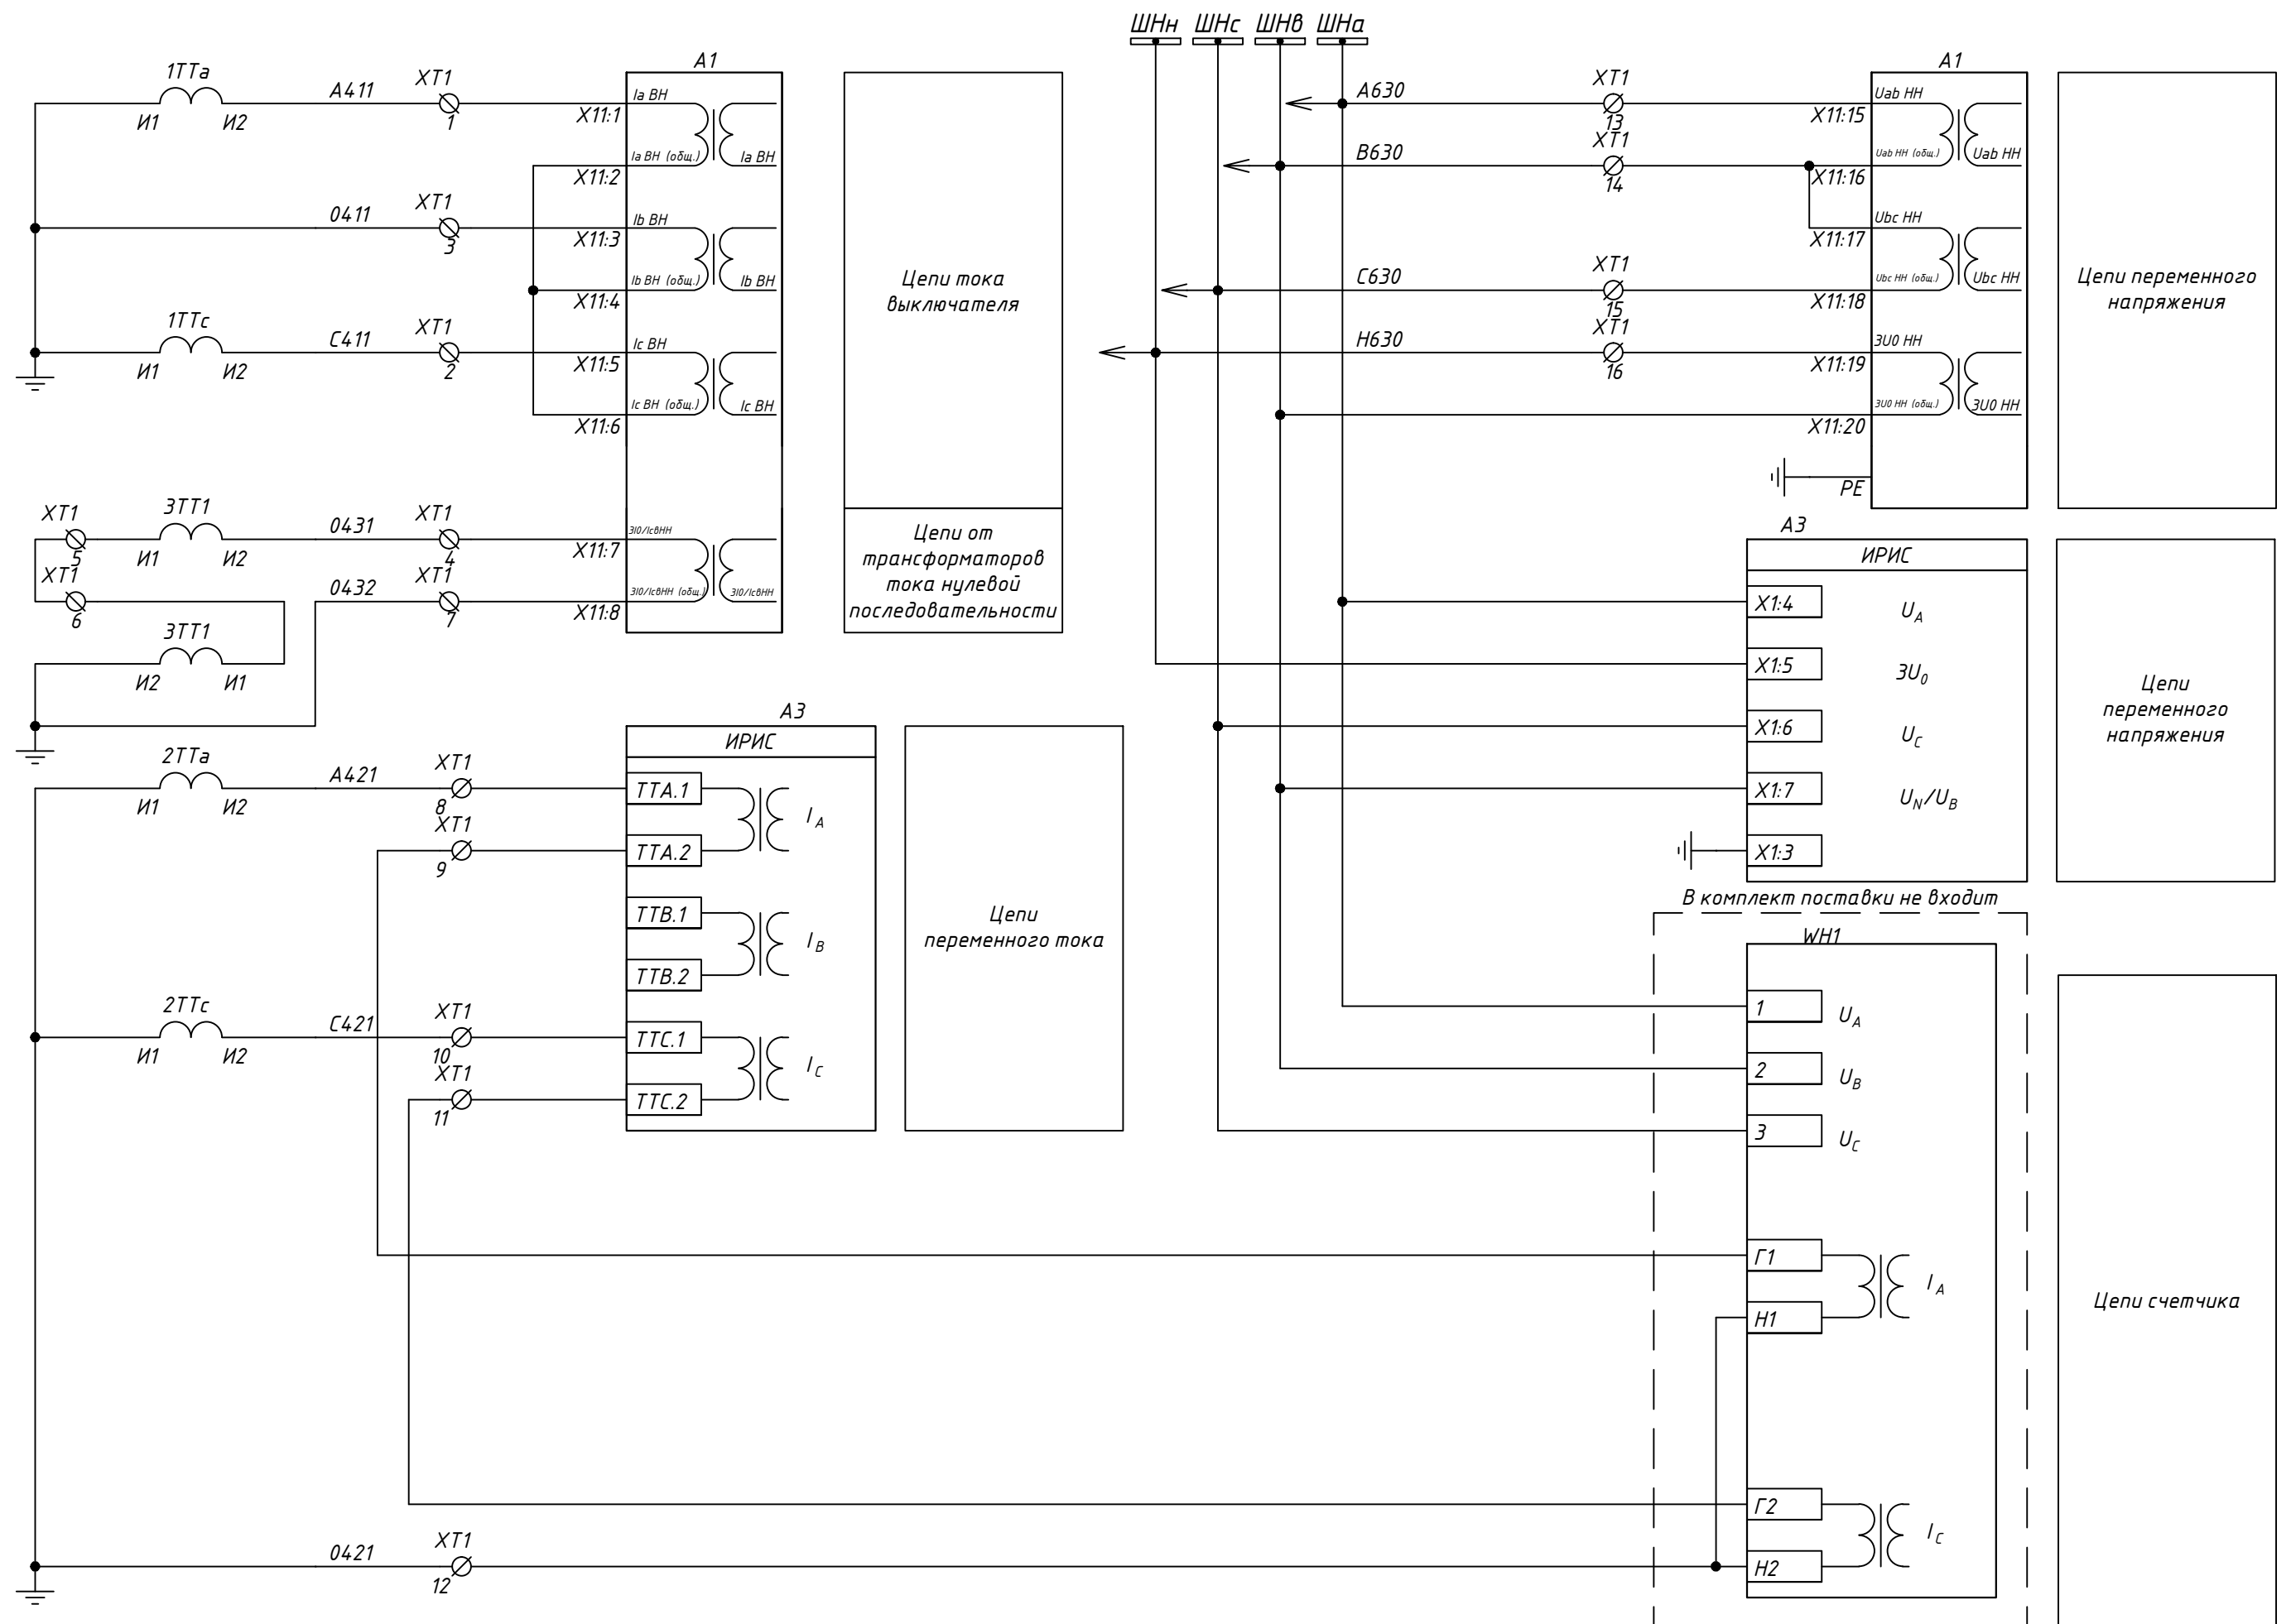 ШНн ШНс ШНв ШНа
1ТТа
А411
ХТ1
И1 И2
1
А1
Ia ВН
Х11:1
Ia ВН (общ.)
Ia ВН
Х11:2
0411
ХТ1
3
Ib ВН
Х11:3
Ib ВН (общ.)
Ib ВН
Х11:4
1ТТс
С411
ХТ1
И1 И2
2
Ic ВН
Х11:5
Ic ВН (общ.)
Ic ВН
Х11:6
Цепи тока
выключателя
ХТ1
5
3ТТ1
И1 И2
0431
ХТ1
4
3I0/IсвНН
Х11:7
ХТ1
6
0432
ХТ1
7
3I0/IсвНН (общ.)
3I0/IсвНН
Х11:8
3ТТ1
И2 И1
Цепи от
трансформаторов
тока нулевой
последовательности
2ТТа
И1 И2
А421
ХТ1
8
ХТ1
9
2ТТс
И1 И2
С421
ХТ1
10
ХТ1
11
А3
ИРИС
ТТА.1
ТТА.2
I A
ТТВ.1
ТТВ.2
I B
ТТС.1
ТТС.2
I C
Цепи
переменного тока
0421
ХТ1
12
А630
ХТ1
13
В630
ХТ1
14
С630
ХТ1
15
Н630
ХТ1
16
А1
Uab НН
Х11:15
Uab НН (общ.)
Uab НН
Х11:16
Ubc НН
Х11:17
Ubc НН (общ.)
Ubc НН
Х11:18
3U0 НН
Х11:19
3U0 НН (общ.)
3U0 НН
Х11:20
РЕ
Цепи переменного
напряжения
А3
ИРИС
Х1:4 UA
Х1:5 3U0
Х1:6 UC
Х1:7 UN/UB
Х1:3
Цепи
переменного
напряжения
В комплект поставки не входит
WH1
1 UA
2 UB
3 UC
Г1
Н1
I A
Г2
Н2
I C
Цепи счетчика